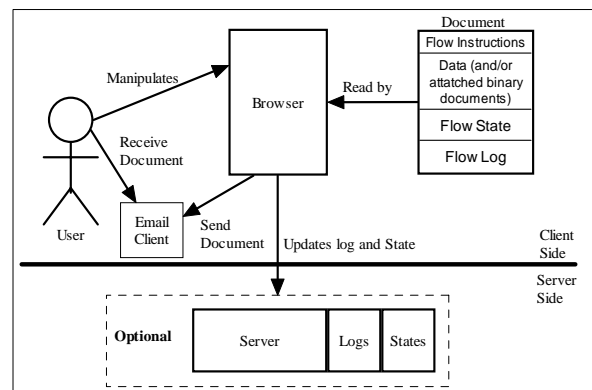 Document
Flow Instructions
Data (and/or
attatched binary
documents)
Flow State
Flow Log
Manipulates
Browser
Read by
Receive
Document
Email
Client
User
Send
Document
Updates log and State
Client
Side
Server
Side
Optional
Server
Logs
States